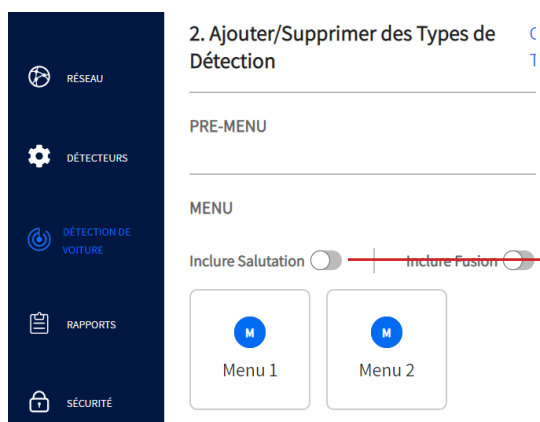 2. Ajouter/Supprimer des Types de
Détection
RÉSEAU
PRE-MENU
DÉTECTEURS
MENU
DÉTECTION DE
VOITURE
Inclure Salutation
Inclure Fusion
M
M
Menu 1
Menu 2
RAPPORTS
SÉCURITÉ